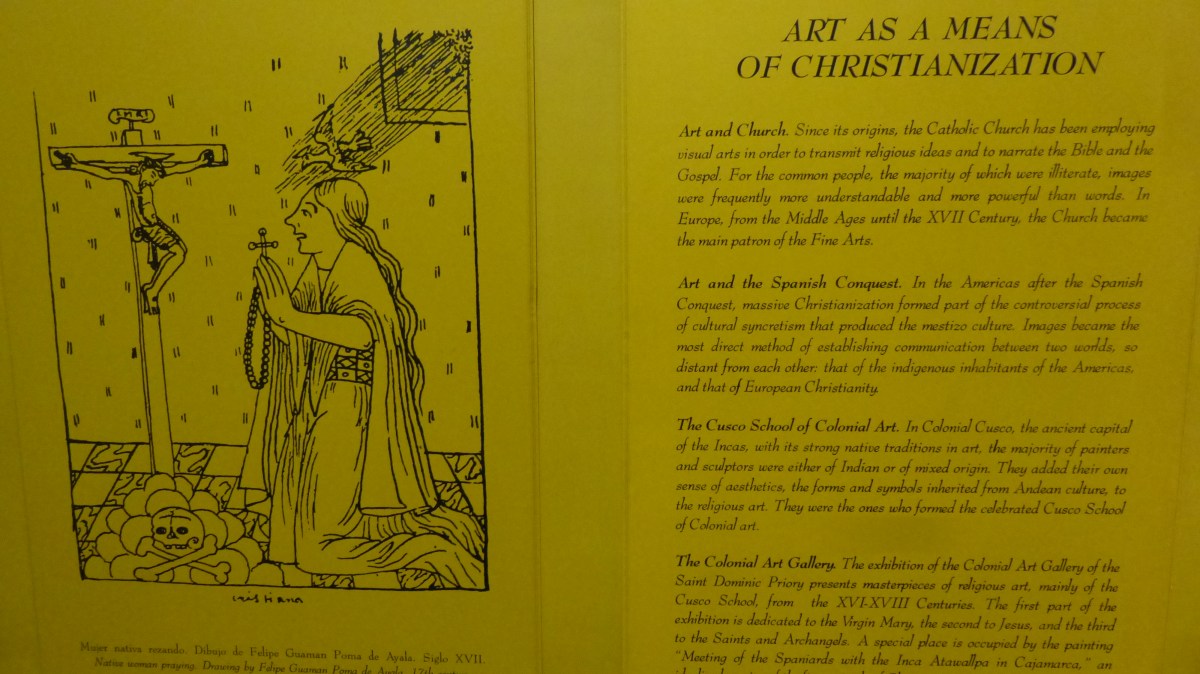 INRI
cristiana
Mujer nativa rezando. Dibujo de Felipe Guaman Poma de Ayala. Siglo XVII.
Native woman praying. Drawing by Felipe Guaman Poma de Ayala. 17th
ART AS A MEANS
OF CHRISTIANIZATION
Art and Church. Since its origins, the Catholic Church has been employing
visual arts in order to transmit religious ideas and to narrate the Bible and the
Gospel. For the common people, the majority of which were illiterate, images
were frequently more understandable and more powerful than words. In
Europe, from the Middle Ages until the XVII Century, the Church became
the main patron of the Fine Arts.
Art and the Spanish Conquest. In the Americas after the Spanish
Conquest, massive Christianization formed part of the controversial process
of cultural syncretism that produced the mestizo culture. Images became the
most direct method of establishing communication between two worlds, so
distant from each other: that of the indigenous inhabitants of the Americas,
and that of European Christianity.
The Cusco School of Colonial Art. In Colonial Cusco, the ancient capital
of the Incas, with its strong native traditions in art, the majority of painters
and sculptors were either of Indian or of mixed origin. They added their own
sense of aesthetics, the forms and symbols inherited from Andean culture, to
the religious art. They were the ones who formed the celebrated Cusco School
of Colonial art.
The Colonial Art Gallery. The exhibition of the Colonial Art Gallery of the
Saint Dominic Priory presents masterpieces of religious art, mainly of the
Cusco School, from the XVI-XVIII Centuries. The first part of the
exhibition is dedicated to the Virgin Mary, the second to Jesus, and the third
to the Saints and Archangels. A special place is occupied by the painting
"Meeting of the Spaniards with the Inca Atawallpa in Cajamarca," an